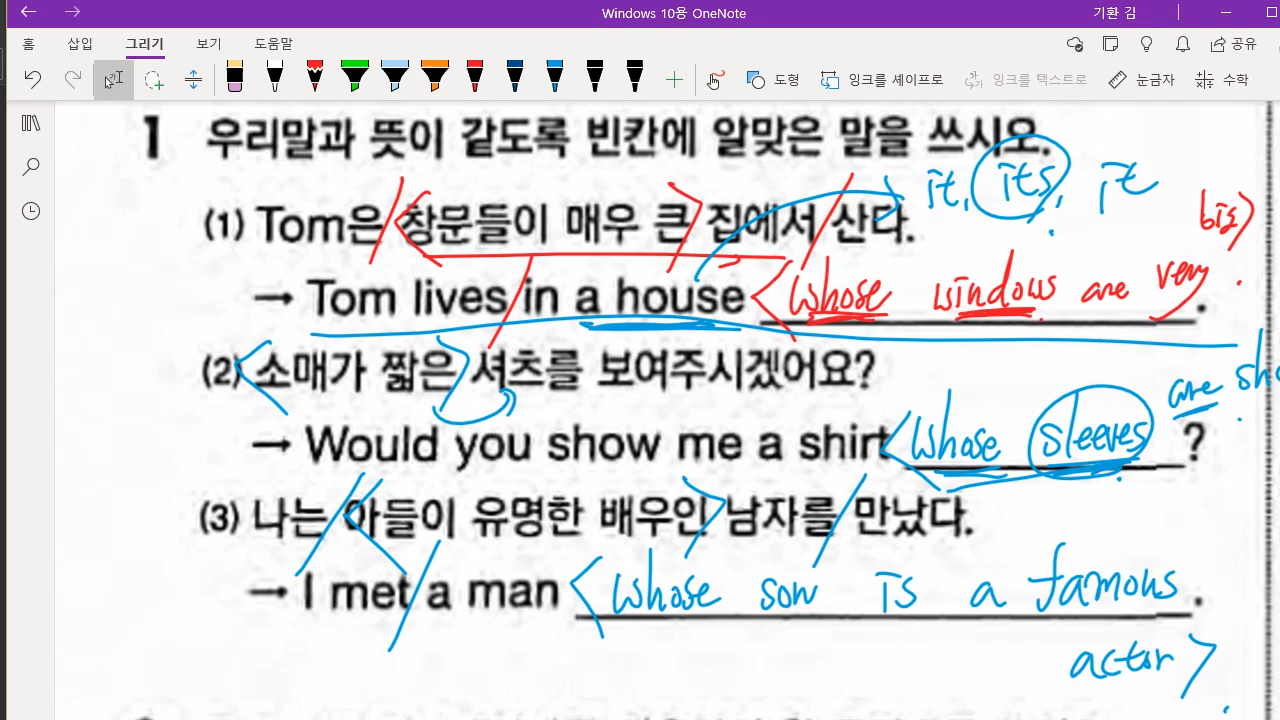 Windows 10용 OneNote
기환 김
홈 삽입 그리기 보기 도움말
공유
도형 잉크를 셰이프로 잉크를 텍스트로 눈금자 수학
1 우리말과 뜻이 같도록 빈칸에 알맞은 말을 쓰시오.
it, its, it
(1) Tom은 창문들이 매우 큰 집에서 산다.
big
→ Tom lives in a house whose windows are very.
(2) 소매가 짧은 셔츠를 보여주시겠어요?
are sho
→ Would you show me a shirt whose sleeves ?
(3) 나는 아들이 유명한 배우인 남자를 만났다.
→ I met a man whose son is a famous.
actor